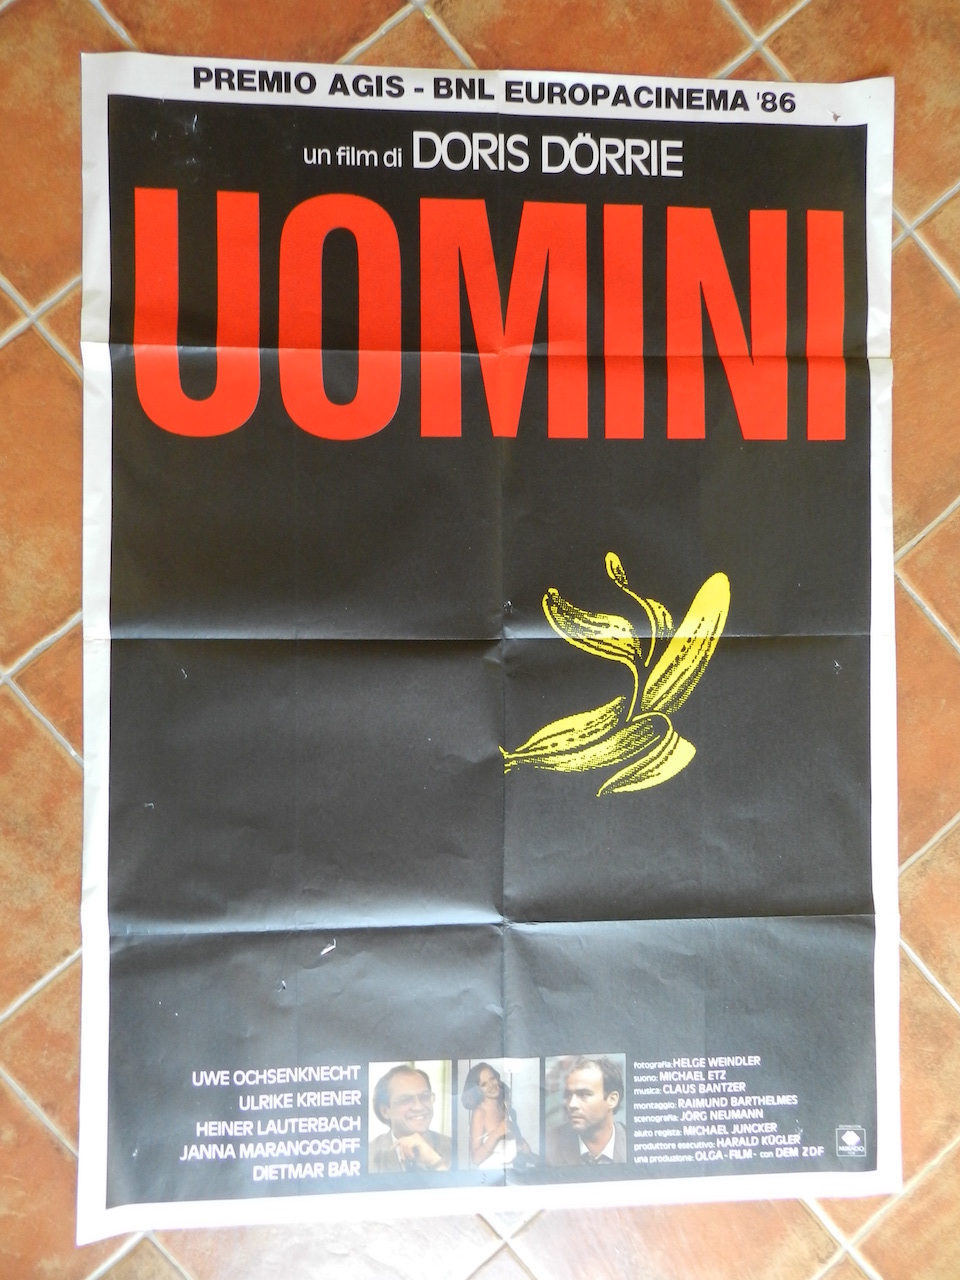 PREMIO AGIS - BNL EUROPACINEMA '86
un film di DORIS DÖRRIE
UOMINI
UWE OCHSENKNECHT
ULRIKE KRIENER
HEINER LAUTERBACH
JANNA MARANGOSOFF
DIETMAR BÄR
fotografia: HELGE WEINDLER
suono: MICHAEL ETZ
musica: CLAUS BANTZER
montaggio: RAIMUND BARTHELMES
scenografia: JÖRG NEUMANN
aiuto regista: MICHAEL JUNCKER
produttore esecutivo: HARALD KÜGLER
una produzione: OLGA - FILM - con DEM ZDF
MIKADO